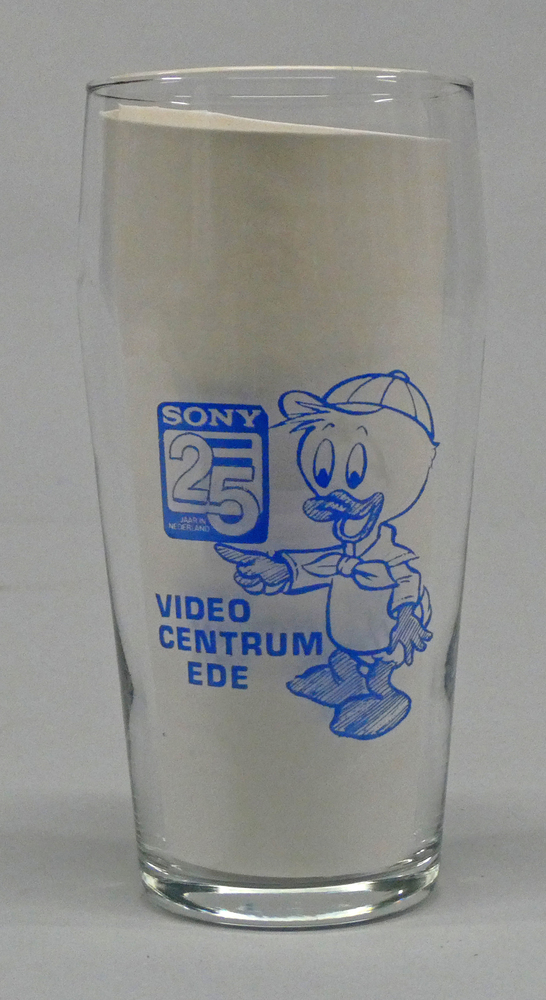 SONY
25
JAAR IN
NEDERLAND
VIDEO
CENTRUM
EDE